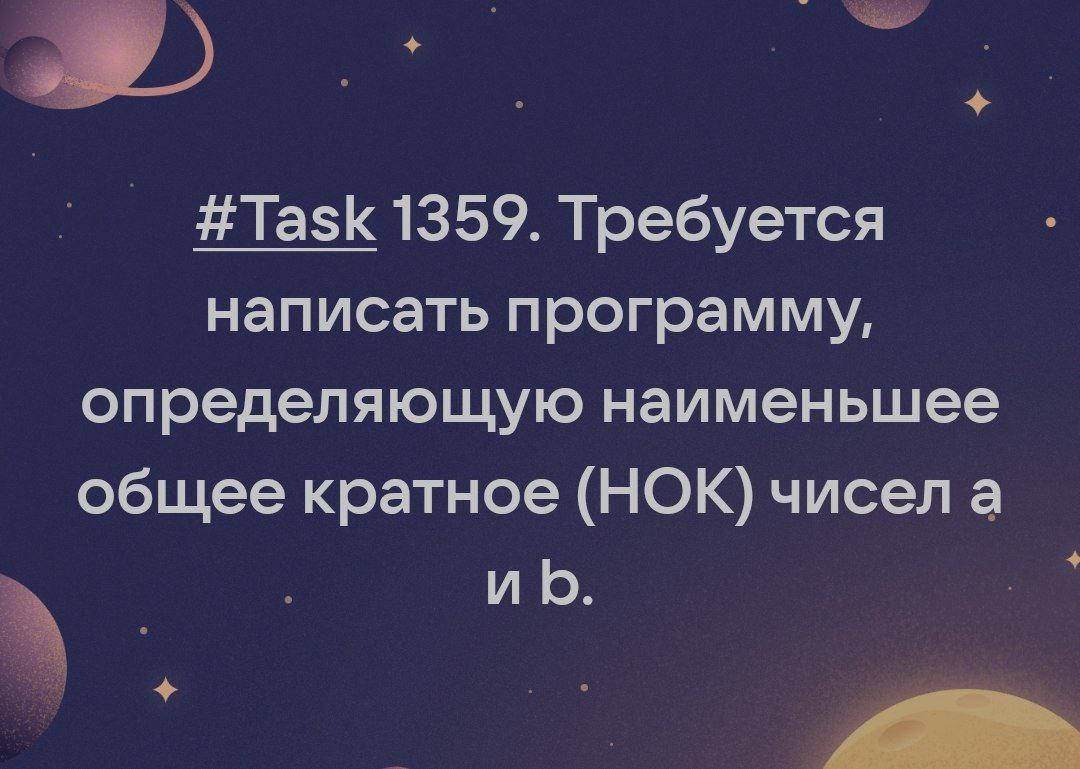 #Task 1359. Требуется
написать программу,
определяющую наименьшее
общее кратное (НОК) чисел a
и b.